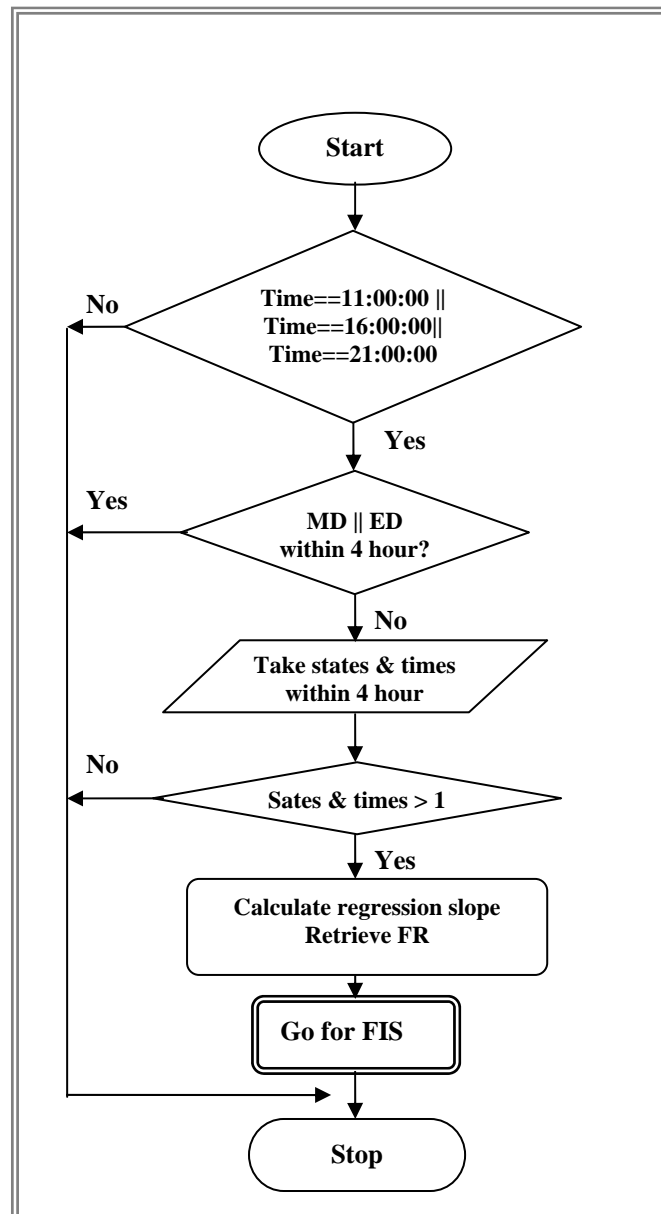 Start
Time==11:00:00 ||
Time==16:00:00||
Time==21:00:00
No
Yes
Yes
MD || ED
within 4 hour?
No
Take states & times
within 4 hour
No
Sates & times > 1
Yes
Calculate regression slope
Retrieve FR
Go for FIS
Stop